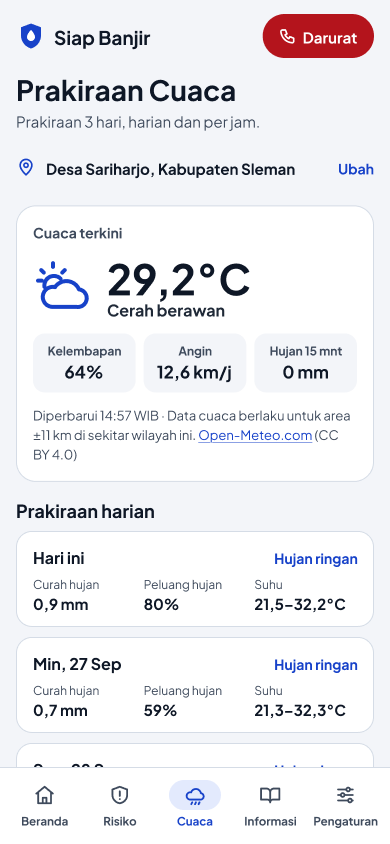 Siap Banjir
Darurat
Prakiraan Cuaca
Prakiraan 3 hari, harian dan per jam.
Desa Sariharjo, Kabupaten Sleman
Ubah
Cuaca terkini
29,2°C
Cerah berawan
Kelembapan
64%
Angin
12,6 km/j
Hujan 15 mnt
0 mm
Diperbarui 14:57 WIB · Data cuaca berlaku untuk area
±11 km di sekitar wilayah ini. Open-Meteo.com (CC
BY 4.0)
Prakiraan harian
Hari ini
Hujan ringan
Curah hujan
0,9 mm
Peluang hujan
80%
Suhu
21,5–32,2°C
Min, 27 Sep
Hujan ringan
Curah hujan
0,7 mm
Peluang hujan
59%
Suhu
21,3–32,3°C
Beranda
Risiko
Cuaca
Informasi
Pengaturan